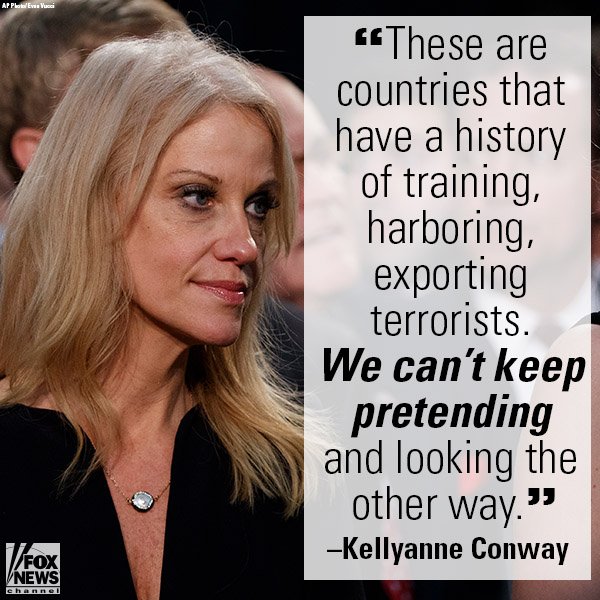 AP Photo/Evan Vucci
“These are
countries that
have a history
of training,
harboring,
exporting
terrorists.
We can’t keep
pretending
and looking the
other way.”
–Kellyanne Conway
FOX
NEWS
channel